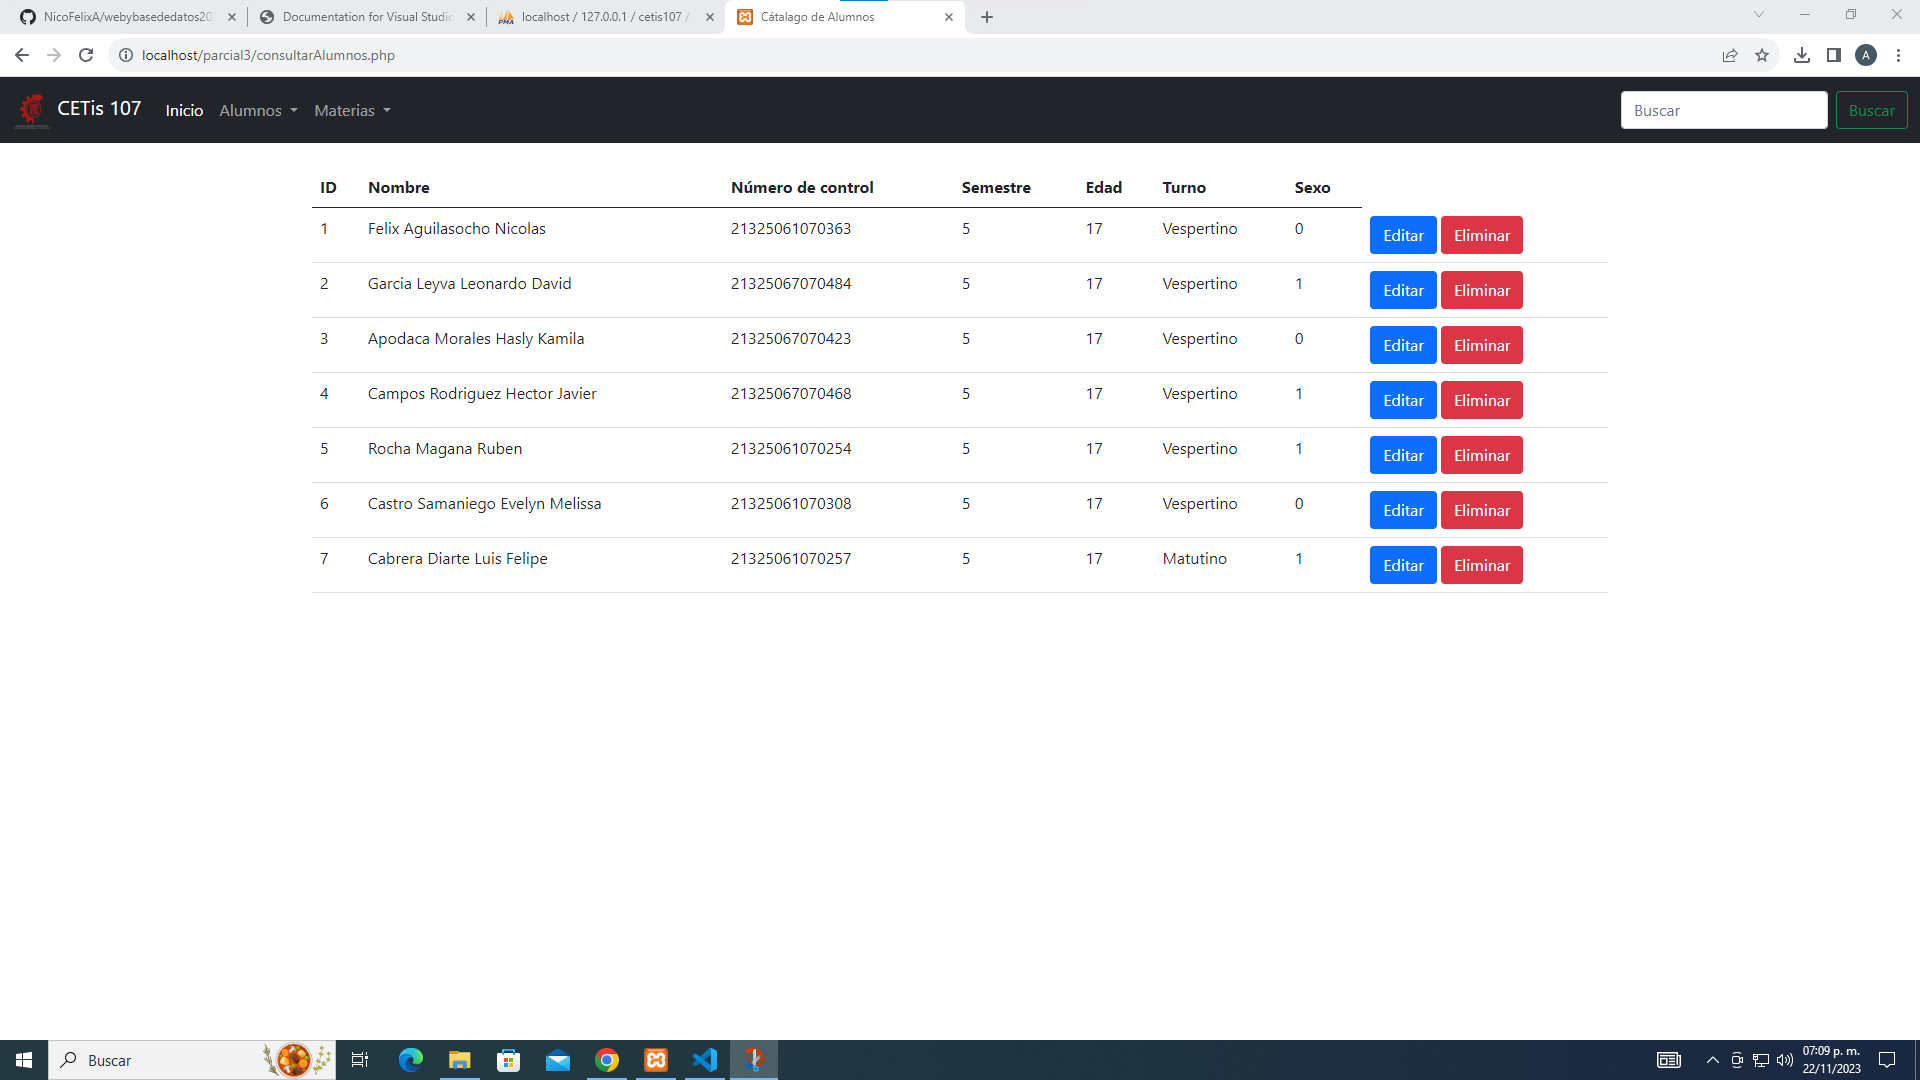 NicoFelixA/webybasededatos20
Documentation for Visual Studio
localhost / 127.0.0.1 / cetis107 /
Cátalago de Alumnos
localhost/parcial3/consultarAlumnos.php
A
CETis 107 Inicio Alumnos Materias Buscar Buscar
ID Nombre Número de control Semestre Edad Turno Sexo
1 Felix Aguilasocho Nicolas 21325061070363 5 17 Vespertino 0 Editar Eliminar
2 Garcia Leyva Leonardo David 21325067070484 5 17 Vespertino 1 Editar Eliminar
3 Apodaca Morales Hasly Kamila 21325067070423 5 17 Vespertino 0 Editar Eliminar
4 Campos Rodriguez Hector Javier 21325067070468 5 17 Vespertino 1 Editar Eliminar
5 Rocha Magana Ruben 21325061070254 5 17 Vespertino 1 Editar Eliminar
6 Castro Samaniego Evelyn Melissa 21325061070308 5 17 Vespertino 0 Editar Eliminar
7 Cabrera Diarte Luis Felipe 21325061070257 5 17 Matutino 1 Editar Eliminar
Buscar
07:09 p. m.
22/11/2023